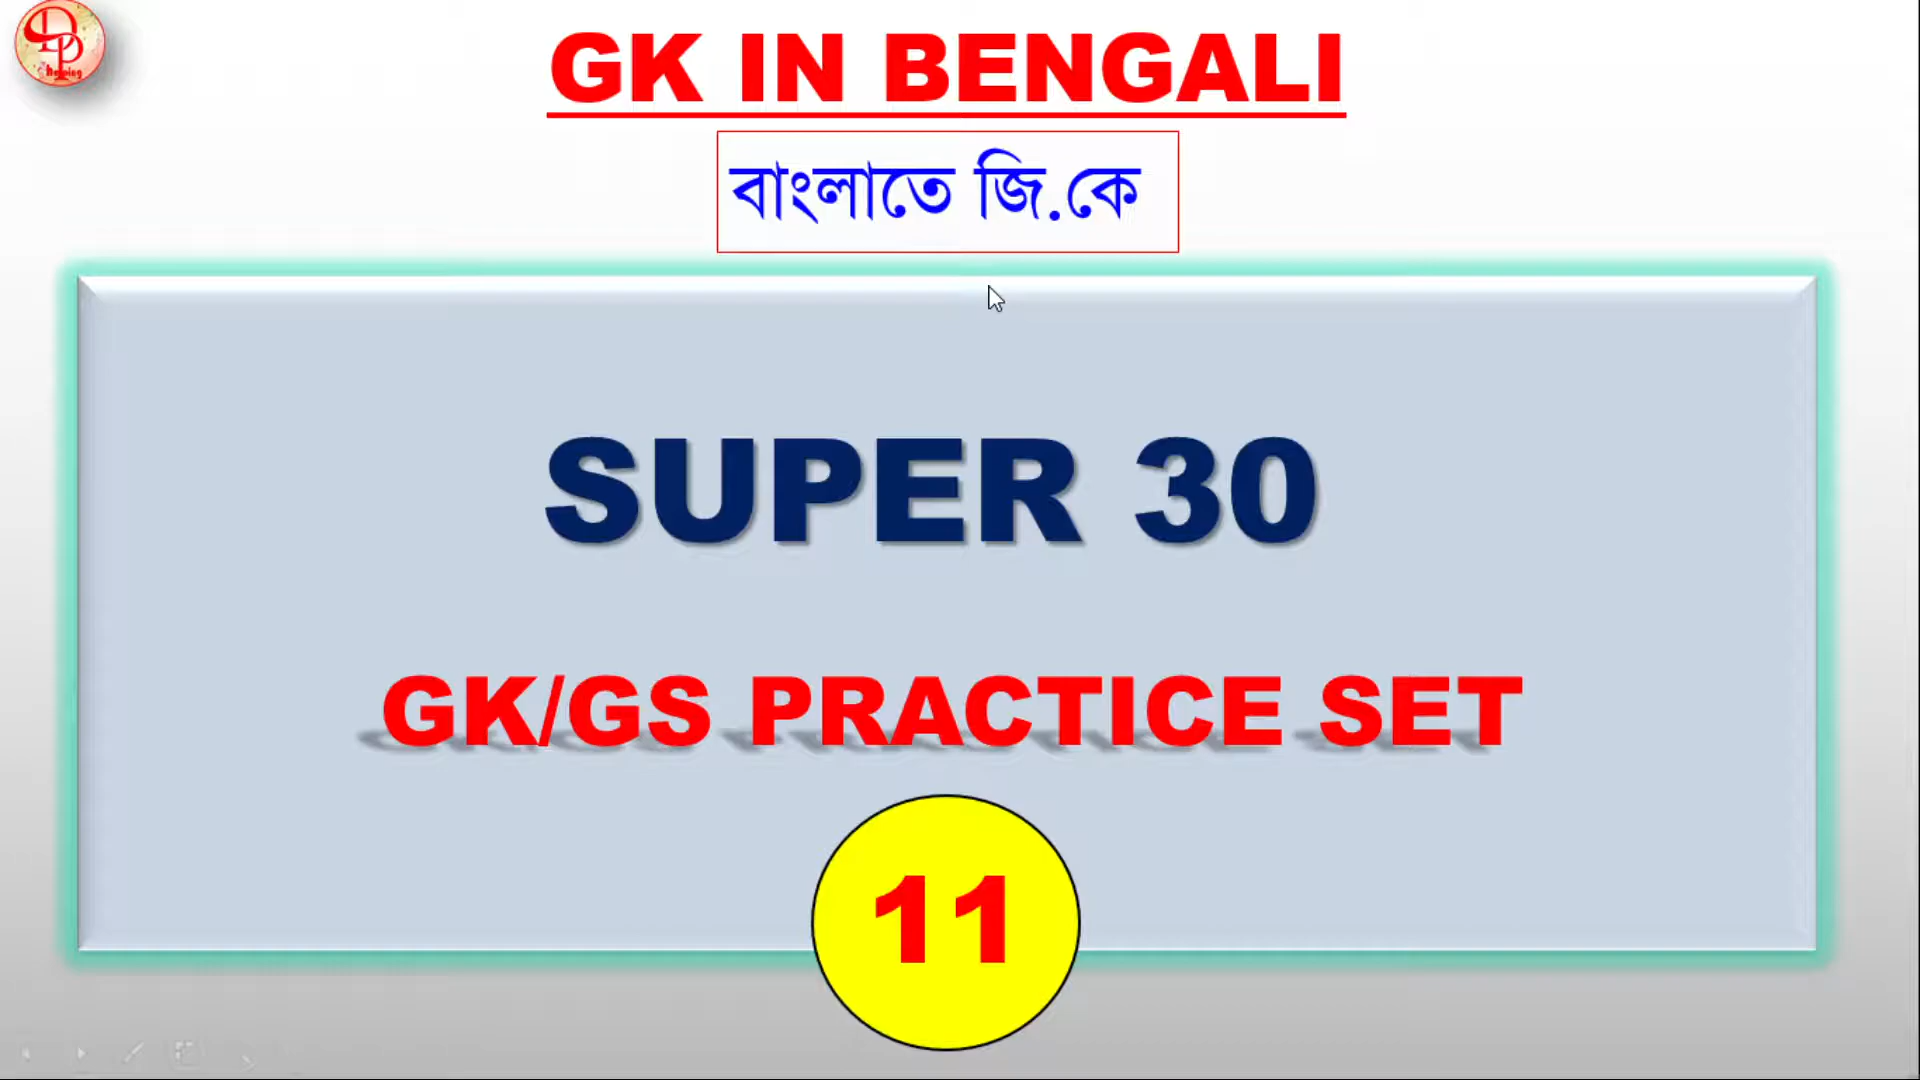 GK IN BENGALI
বাংলাতে জি.কে
SUPER 30
GK/GS PRACTICE SET
11